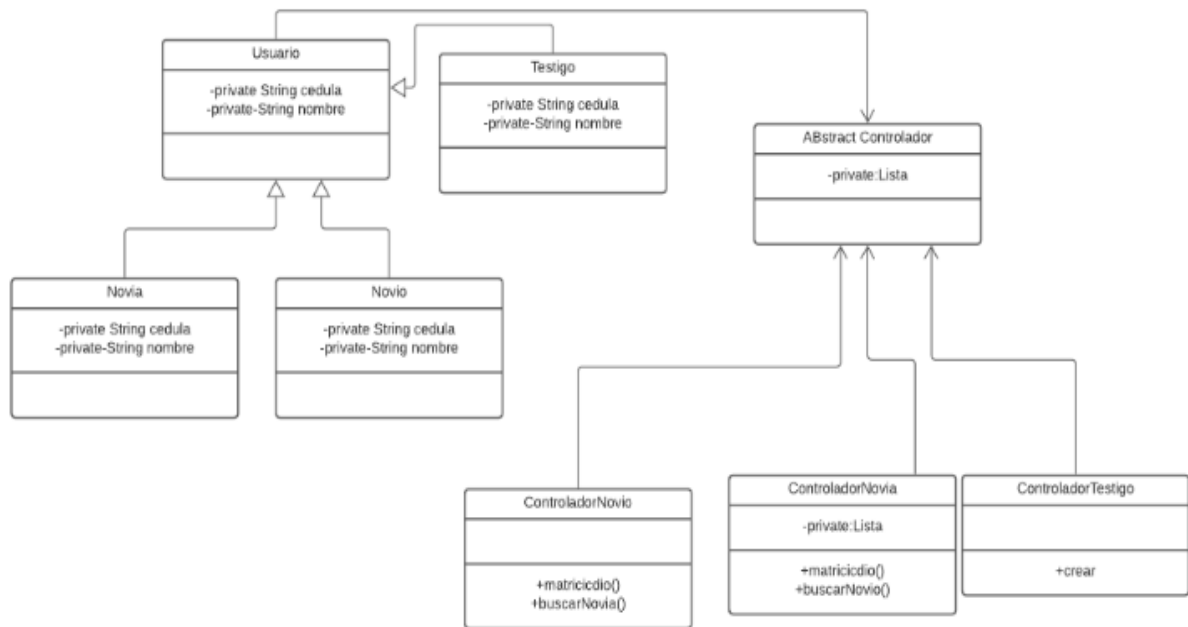 Usuario
-private String cedula
-private-String nombre
Testigo
-private String cedula
-private-String nombre
ABstract Controlador
-private:Lista
Novia
-private String cedula
-private-String nombre
Novio
-private String cedula
-private-String nombre
ControladorNovio
+matricicdio()
+buscarNovia()
ControladorNovia
-private:Lista
+matricicdio()
+buscarNovio()
ControladorTestigo
+crear